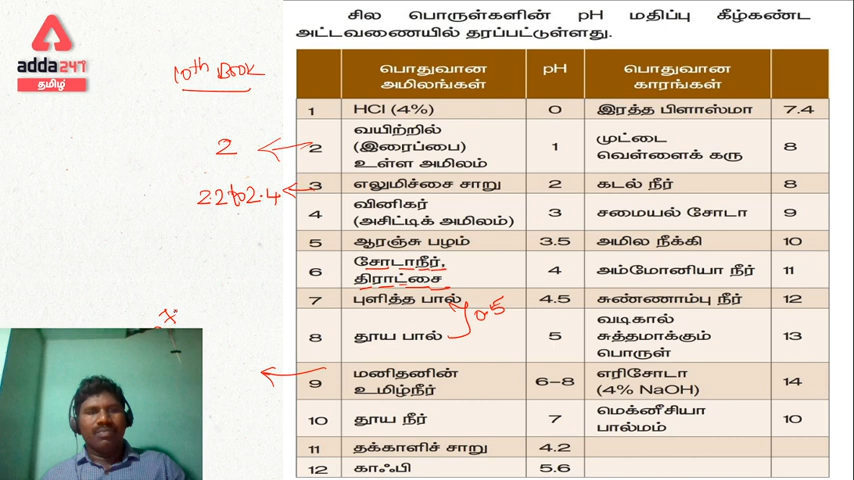 சில பொருள்களின் pH மதிப்பு கீழ்கண்ட
அட்டவணையில் தரப்பட்டுள்ளது.
adda247
தமிழ்
10th Book
பொதுவான அமிலங்கள் pH பொதுவான காரங்கள்
1 HCl (4%) 0 இரத்த பிளாஸ்மா 7.4
2 வயிற்றில் (இரைப்பை) உள்ள அமிலம் 1 முட்டை வெள்ளைக் கரு 8
2
3 எலுமிச்சை சாறு 2 கடல் நீர் 8
2.2 to 2.4
4 வினிகர் (அசிட்டிக் அமிலம்) 3 சமையல் சோடா 9
5 ஆரஞ்சு பழம் 3.5 அமில நீக்கி 10
6 சோடாநீர், திராட்சை 4 அம்மோனியா நீர் 11
7 புளித்த பால் 4.5 சுண்ணாம்பு நீர் 12
0.5
8 தூய பால் 5 வடிகால் சுத்தமாக்கும் பொருள் 13
9 மனிதனின் உமிழ்நீர் 6–8 எரிசோடா (4% NaOH) 14
10 தூய நீர் 7 மெக்னீசியா பால்மம் 10
11 தக்காளிச் சாறு 4.2
12 காஃபி 5.6